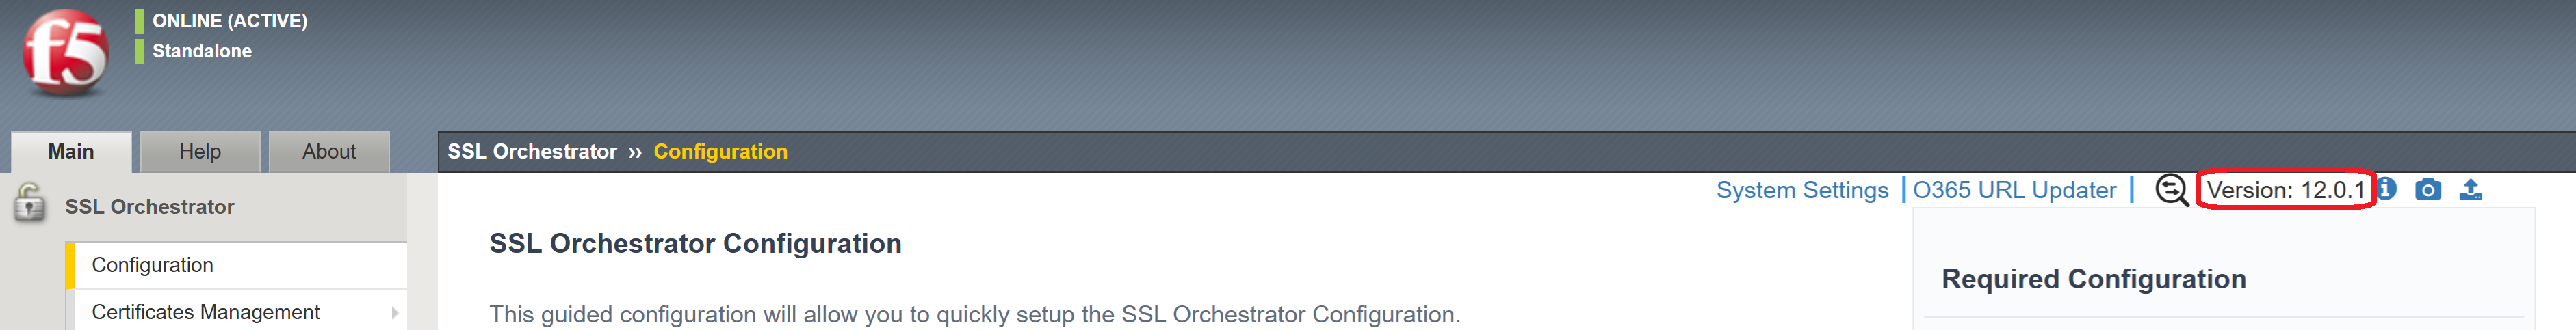 f5
ONLINE (ACTIVE)
Standalone
Main
Help
About
SSL Orchestrator ›› Configuration
SSL Orchestrator
Configuration
Certificates Management
System Settings
O365 URL Updater
Version: 12.0.1
SSL Orchestrator Configuration
This guided configuration will allow you to quickly setup the SSL Orchestrator Configuration.
Required Configuration